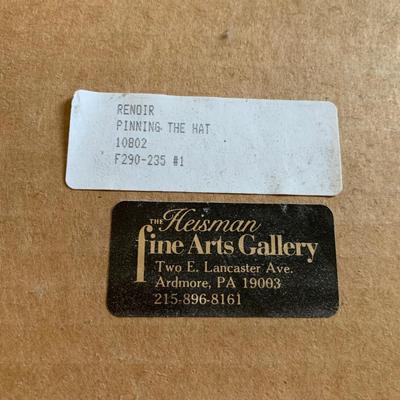 RENOIR
PINNING THE HAT
10802
F290-235 #1
THE Heisman
fine Arts Gallery
Two E. Lancaster Ave.
Ardmore, PA 19003
215-896-8161